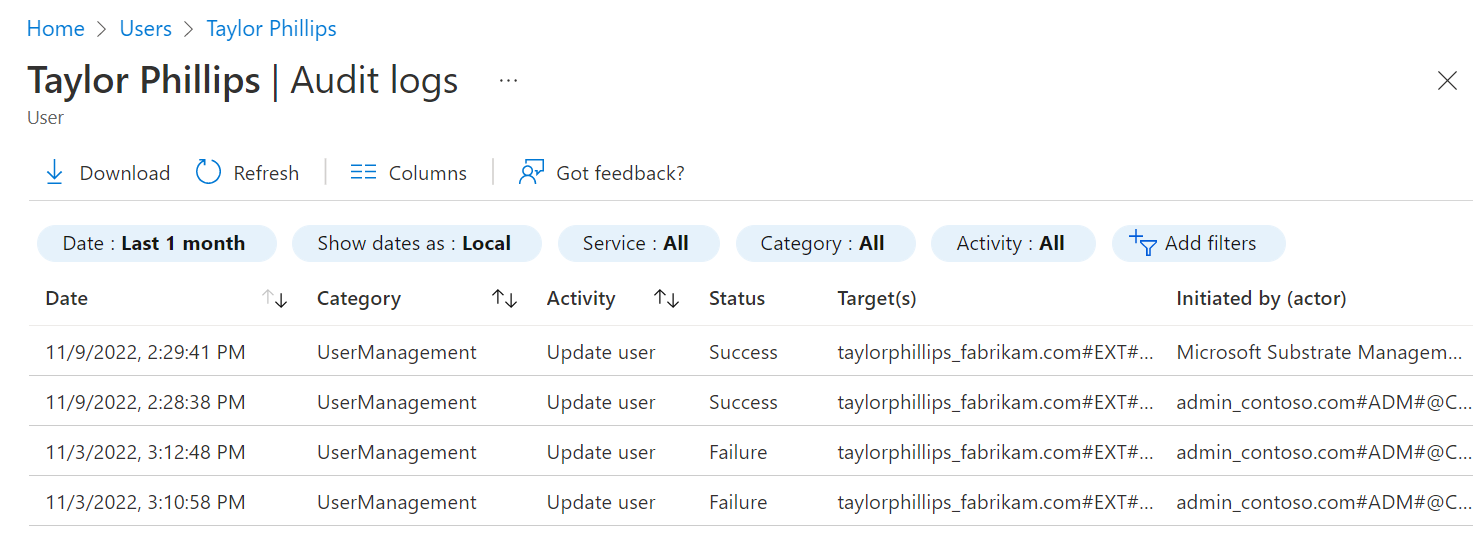 Home > Users > Taylor Phillips
Taylor Phillips | Audit logs ...
User
Download Refresh Columns Got feedback?
Date : Last 1 month Show dates as : Local Service : All Category : All Activity : All Add filters
Date Category Activity Status Target(s) Initiated by (actor)
11/9/2022, 2:29:41 PM UserManagement Update user Success taylorphillips_fabrikam.com#EXT#... Microsoft Substrate Managem...
11/9/2022, 2:28:38 PM UserManagement Update user Success taylorphillips_fabrikam.com#EXT#... admin_contoso.com#ADM#@C...
11/3/2022, 3:12:48 PM UserManagement Update user Failure taylorphillips_fabrikam.com#EXT#... admin_contoso.com#ADM#@C...
11/3/2022, 3:10:58 PM UserManagement Update user Failure taylorphillips_fabrikam.com#EXT#... admin_contoso.com#ADM#@C...